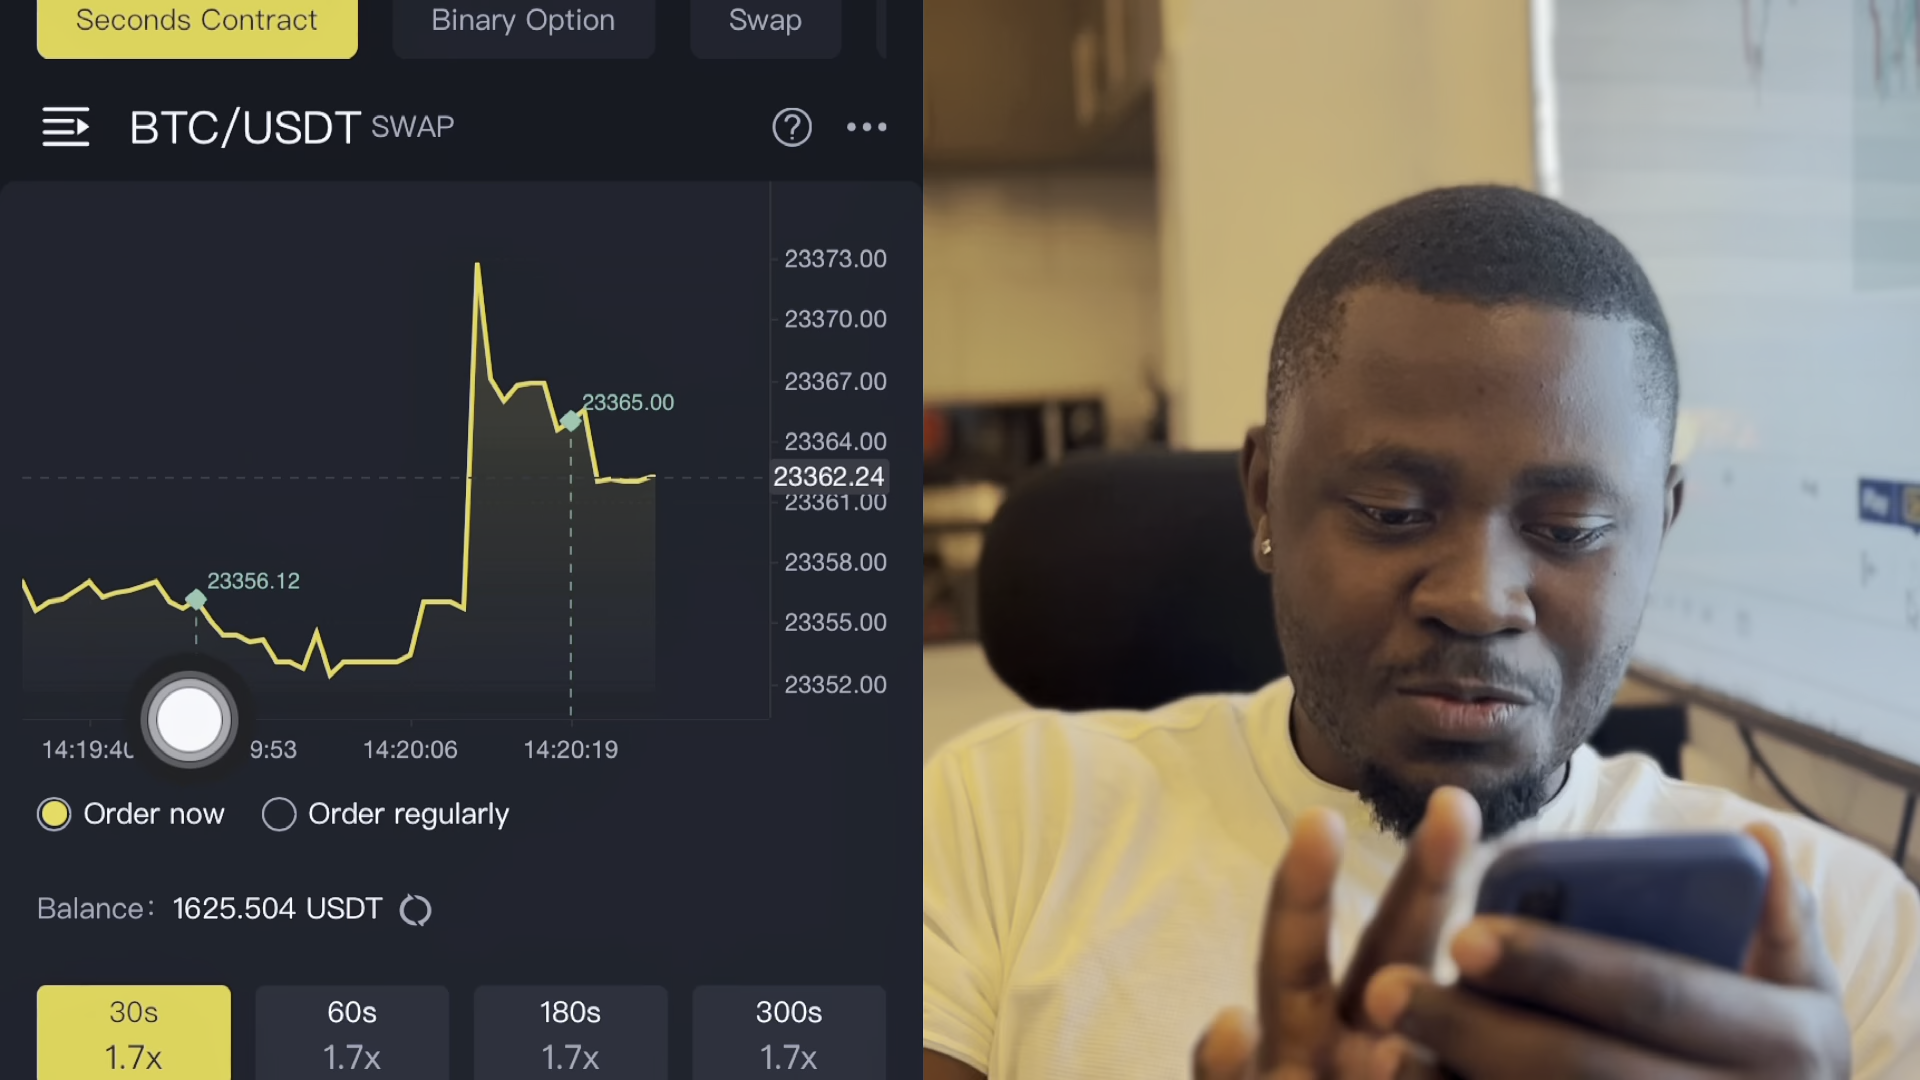 Seconds Contract
Binary Option
Swap
BTC/USDT SWAP
23373.00
23370.00
23367.00
23365.00
23364.00
23362.24
23361.00
23358.00
23356.12
23355.00
23352.00
14:19:40
9:53
14:20:06
14:20:19
Order now
Order regularly
Balance: 1625.504 USDT
30s
60s
180s
300s
1.7x
1.7x
1.7x
1.7x